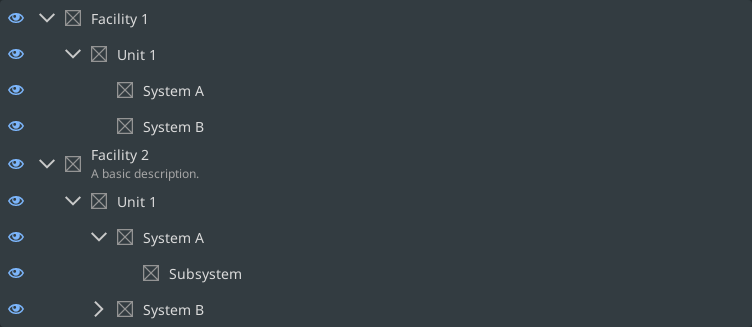 Facility 1
Unit 1
System A
System B
Facility 2
A basic description.
Unit 1
System A
Subsystem
System B